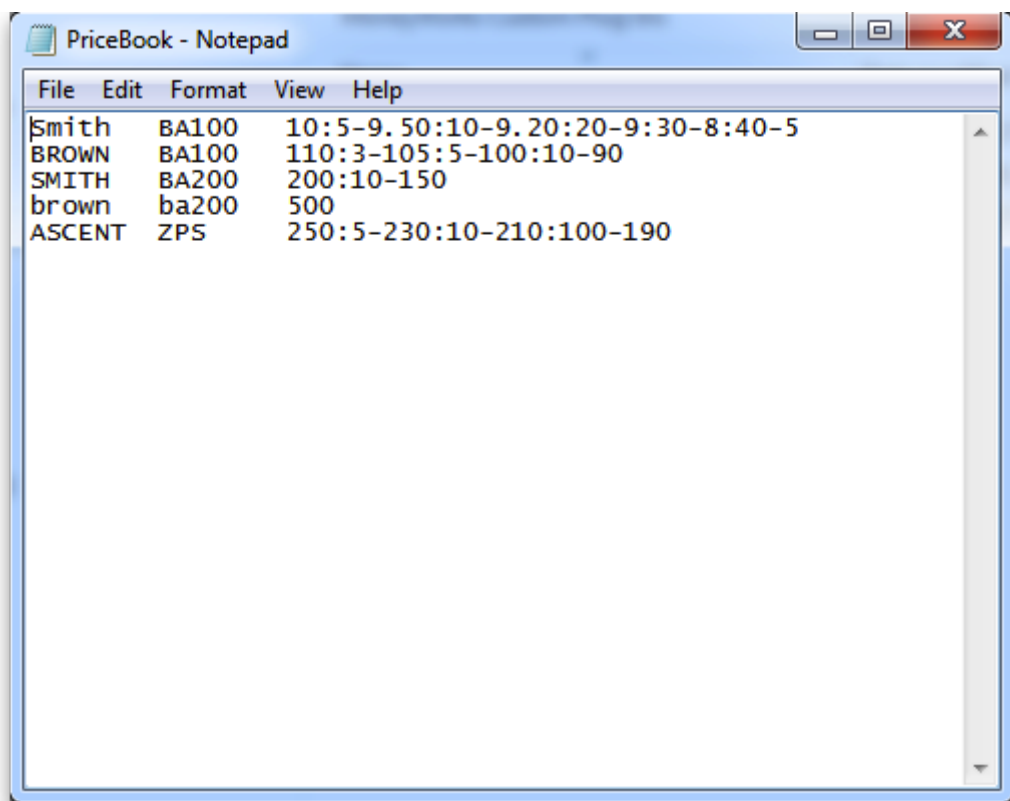 PriceBook - Notepad
File Edit Format View Help
Smith BA100 10:5-9.50:10-9.20:20-9:30-8:40-5
BROWN BA100 110:3-105:5-100:10-90
SMITH BA200 200:10-150
brown ba200 500
ASCENT ZPS 250:5-230:10-210:100-190